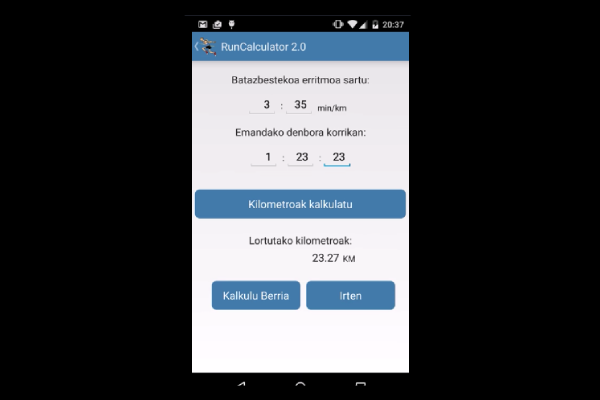 20:37
RunCalculator 2.0
Batazbestekoa erritmoa sartu:
3 : 35 min/km
Emandako denbora korrikan:
1 : 23 : 23
Kilometroak kalkulatu
Lortutako kilometroak:
23.27 KM
Kalkulu Berria Irten